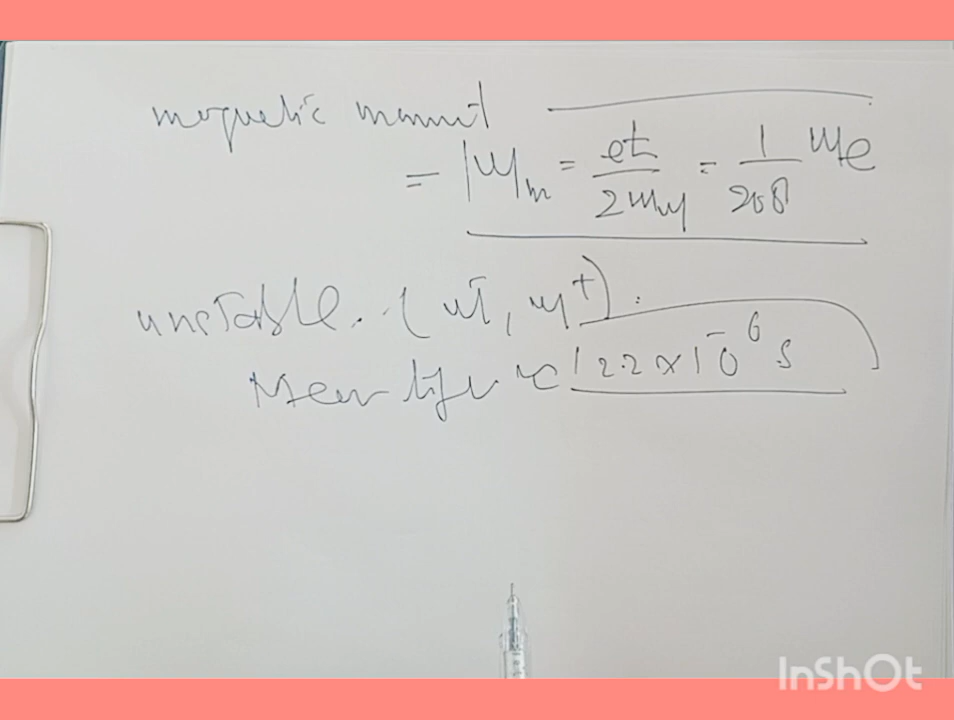 magnetic moment
= μm = eħ / 2mμ = 1/208 μe
unstable. (μ-, μ+).
Mean life ~ 2.2 x 10^-6 s
InShOt